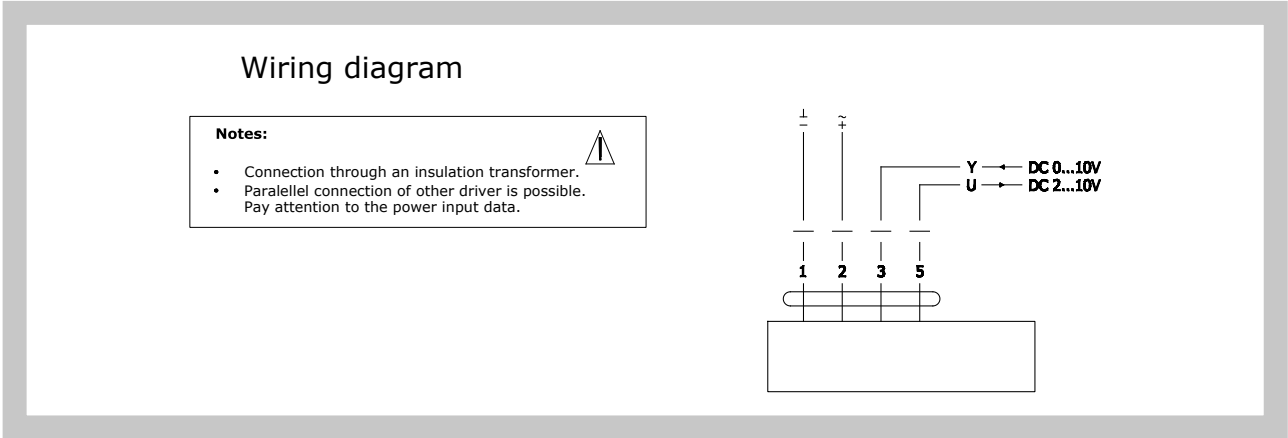 Wiring diagram
Notes:
• Connection through an insulation transformer.
• Paralellel connection of other driver is possible.
Pay attention to the power input data.
⊥ ~
− +
Y DC 0...10V
U DC 2...10V
1 2 3 5